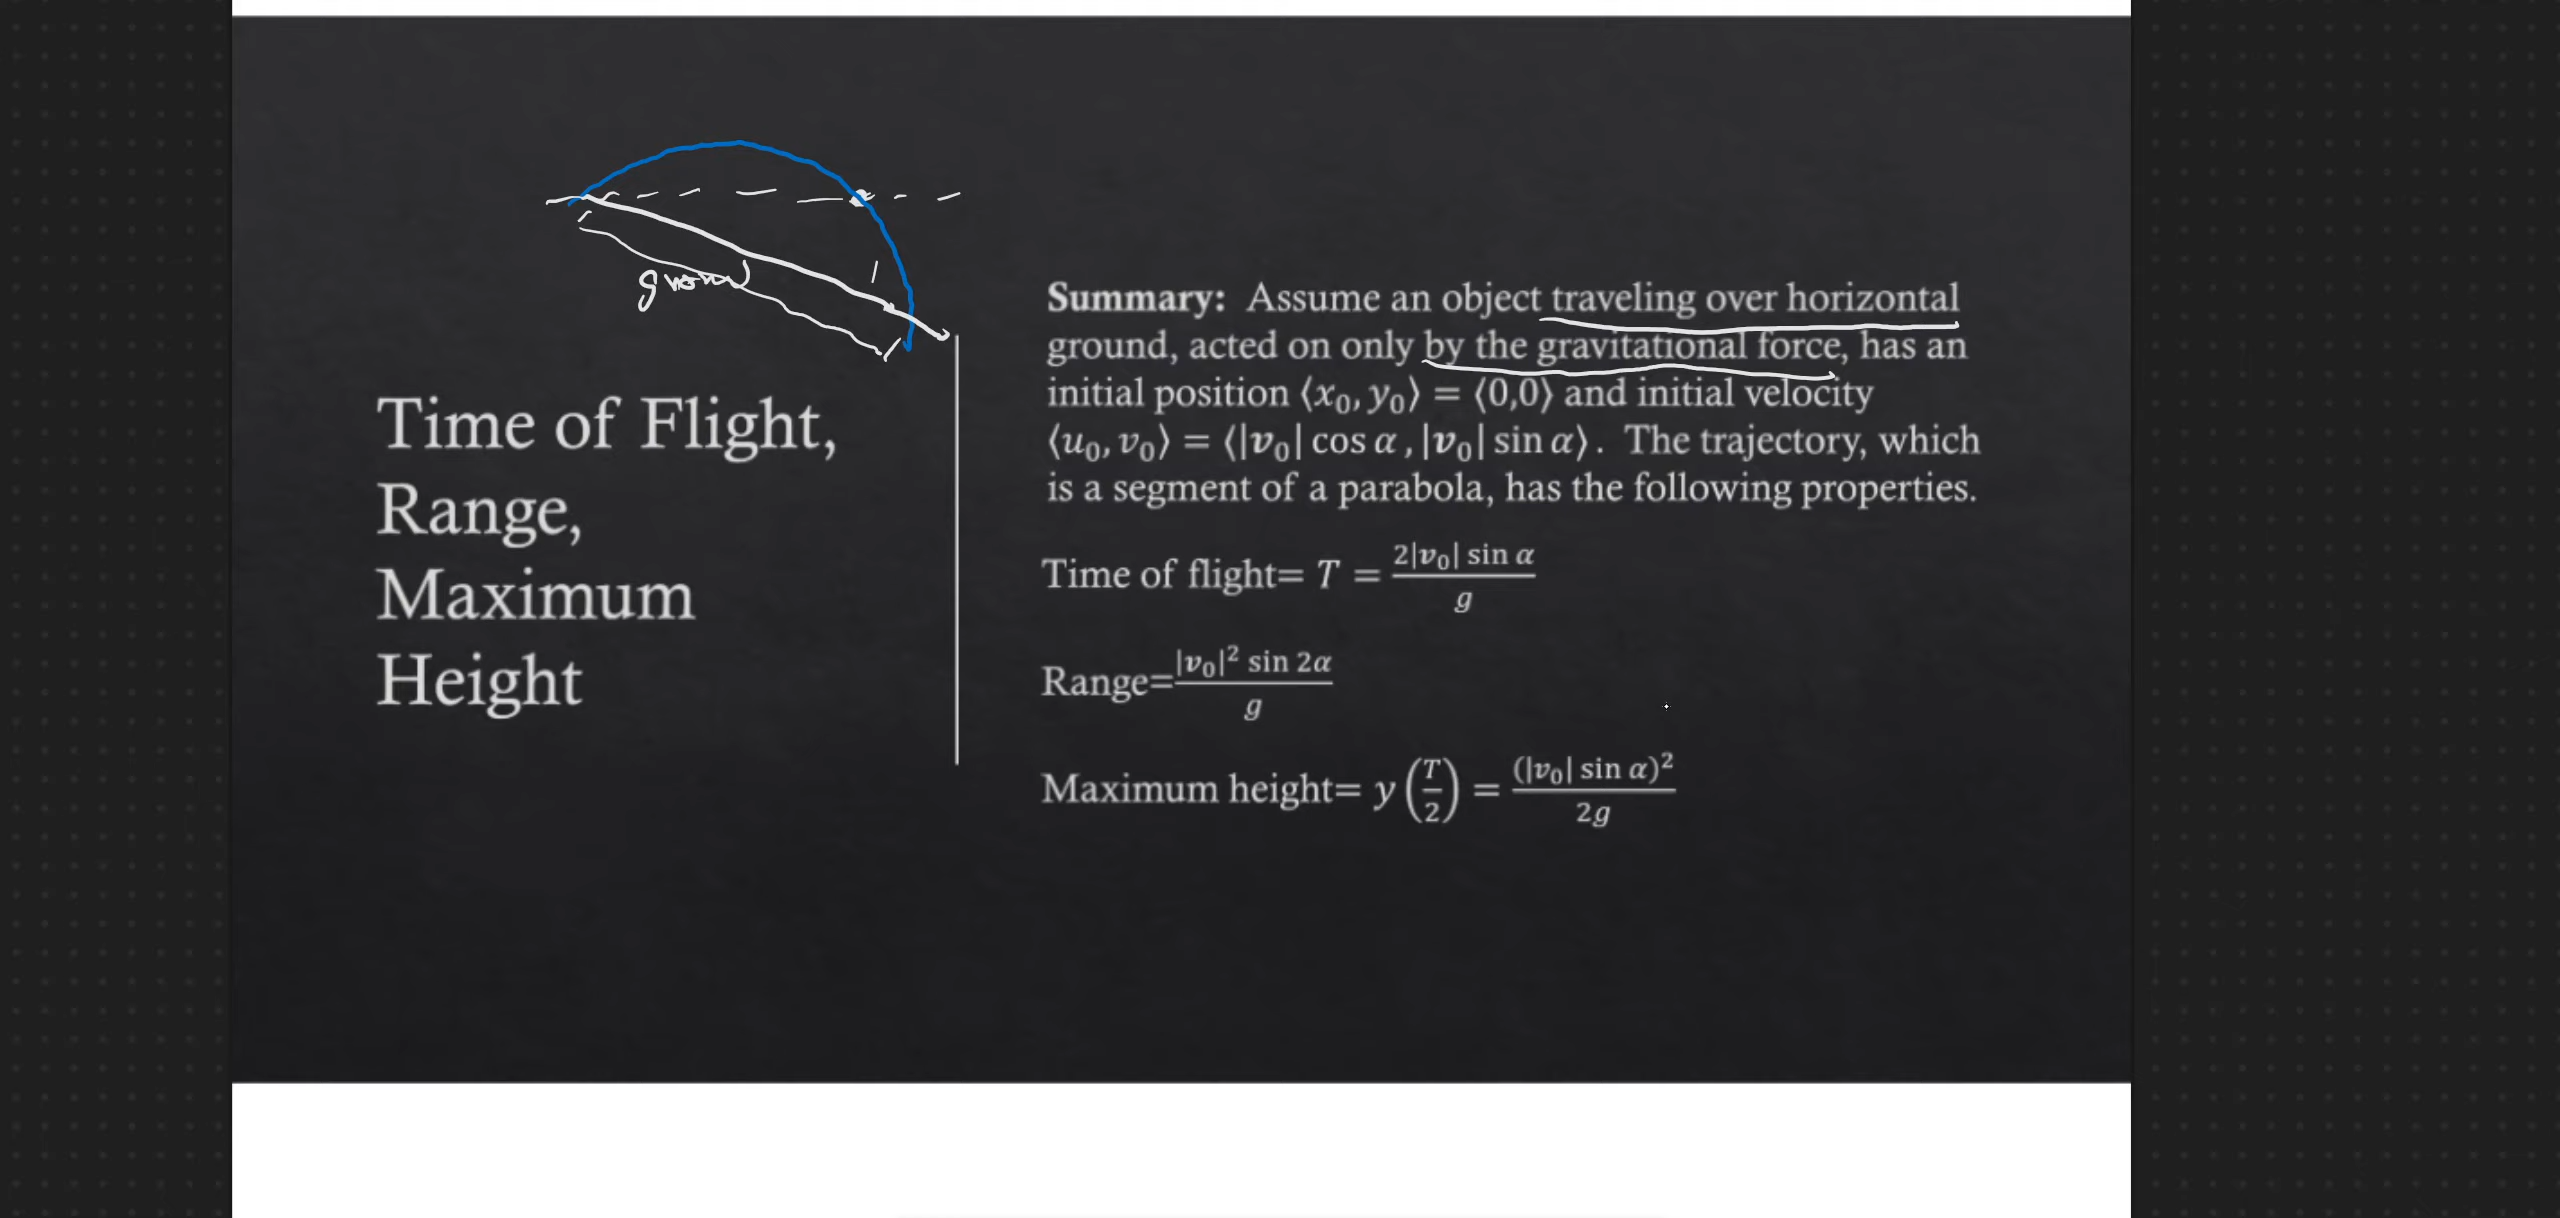 ground
Time of Flight,
Range,
Maximum
Height
Summary: Assume an object traveling over horizontal
ground, acted on only by the gravitational force, has an
initial position ⟨x₀, y₀⟩ = ⟨0,0⟩ and initial velocity
⟨u₀, v₀⟩ = ⟨|v₀| cos α , |v₀| sin α⟩. The trajectory, which
is a segment of a parabola, has the following properties.
Time of flight= T = 2|v₀| sin α / g
Range= |v₀|² sin 2α / g
Maximum height= y (T/2) = (|v₀| sin α)² / 2g